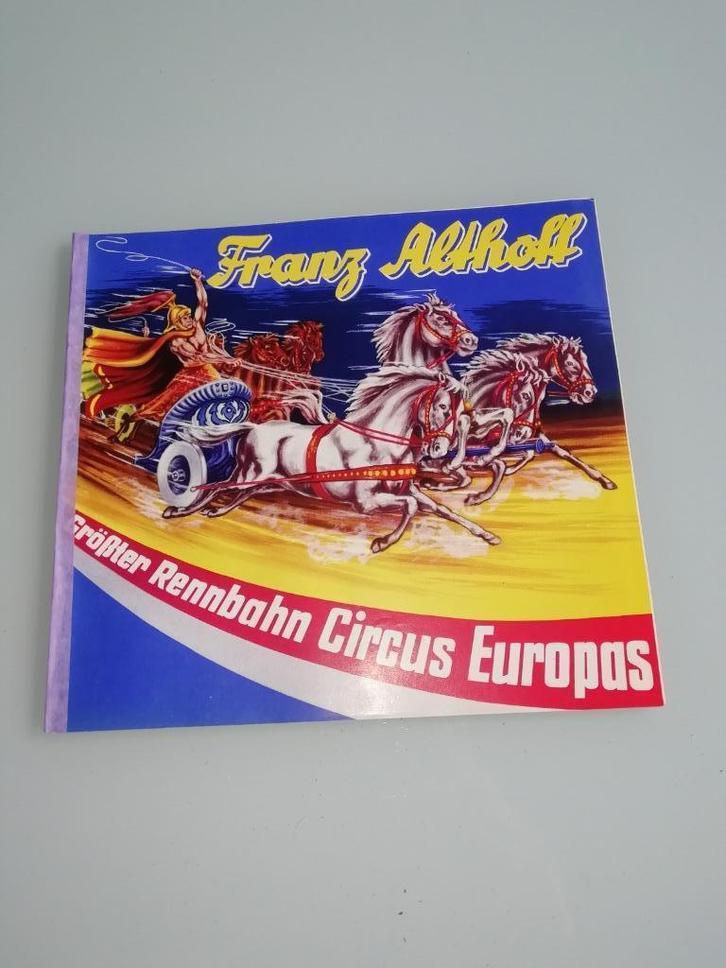 Franz Althoff
Größter Rennbahn Circus Europas